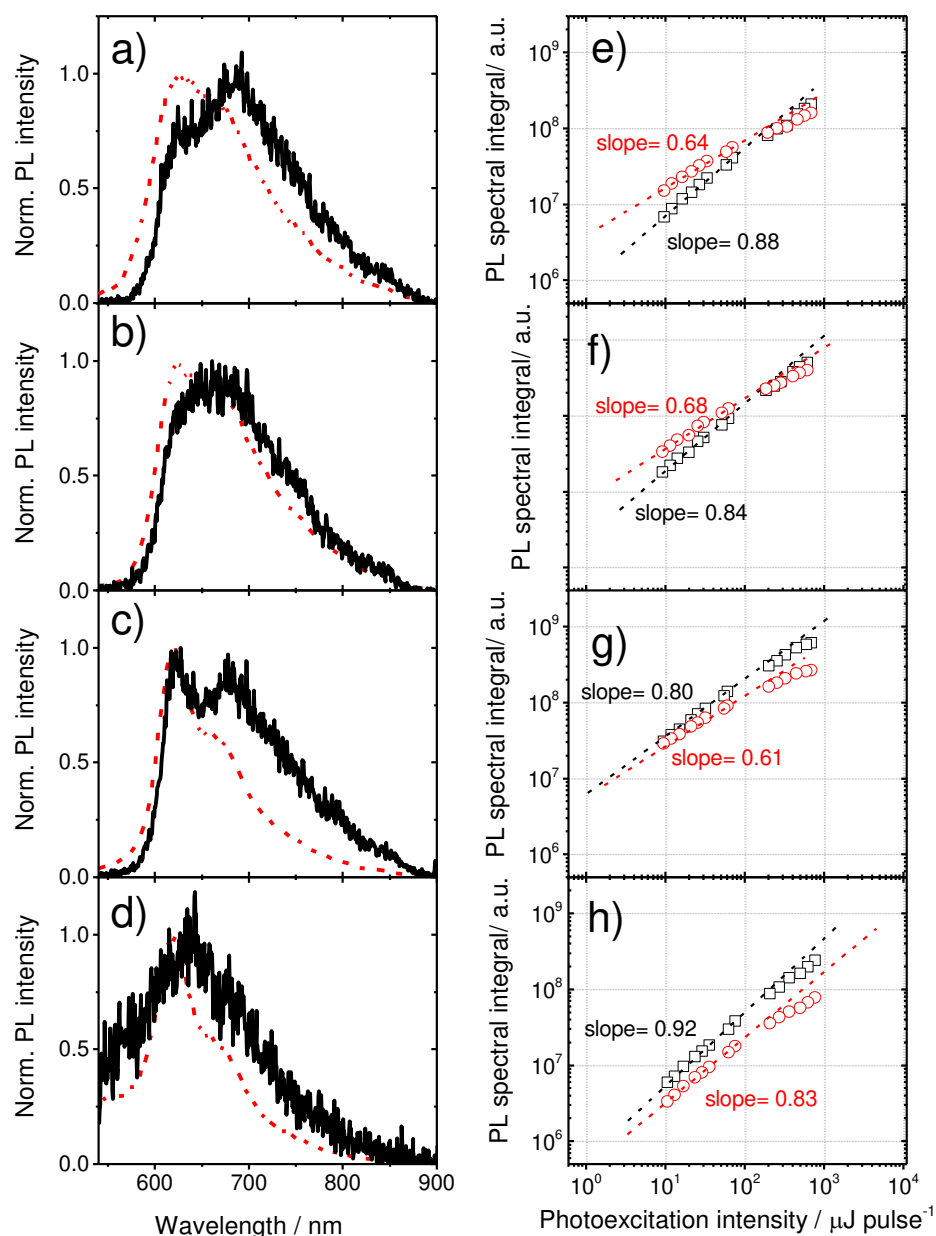 a)
Norm. PL intensity
1.0
0.5
0.0
b)
Norm. PL intensity
1.0
0.5
0.0
c)
Norm. PL intensity
1.0
0.5
0.0
d)
Norm. PL intensity
1.0
0.5
0.0
600 700 800 900
Wavelength / nm
e)
PL spectral integral/ a.u.
10⁹
10⁸
10⁷
10⁶
slope= 0.64
slope= 0.88
f)
PL spectral integral/ a.u.
slope= 0.68
slope= 0.84
g)
PL spectral integral/ a.u.
10⁹
10⁸
10⁷
10⁶
slope= 0.80
slope= 0.61
h)
PL spectral integral/ a.u.
10⁹
10⁸
10⁷
10⁶
slope= 0.92
slope= 0.83
10⁰ 10¹ 10² 10³ 10⁴
Photoexcitation intensity / μJ pulse⁻¹